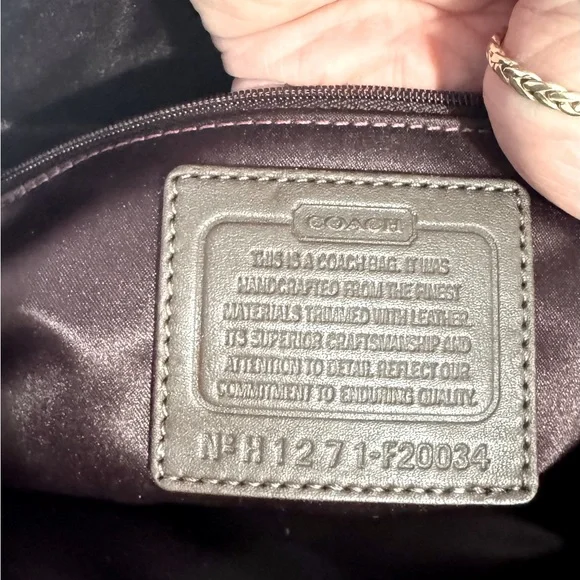 COACH
THIS IS A COACH BAG. IT WAS
HANDCRAFTED FROM THE FINEST
MATERIALS TRIMMED WITH LEATHER.
ITS SUPERIOR CRAFTSMANSHIP AND
ATTENTION TO DETAIL REFLECT OUR
COMMITMENT TO ENDURING QUALITY.
Nº H1271-F20034